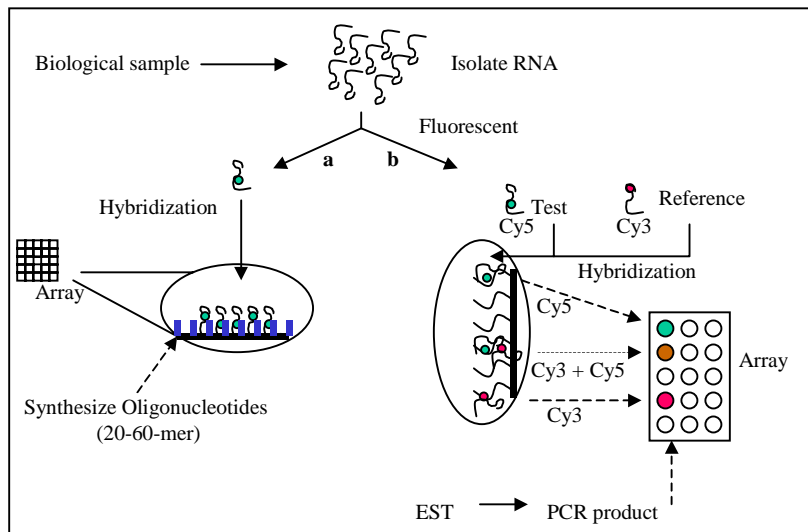 Biological sample
Isolate RNA
Fluorescent
a
b
Hybridization
Test
Cy5
Reference
Cy3
Hybridization
Array
Cy5
Array
Cy3 + Cy5
Cy3
Synthesize Oligonucleotides
(20-60-mer)
EST
PCR product